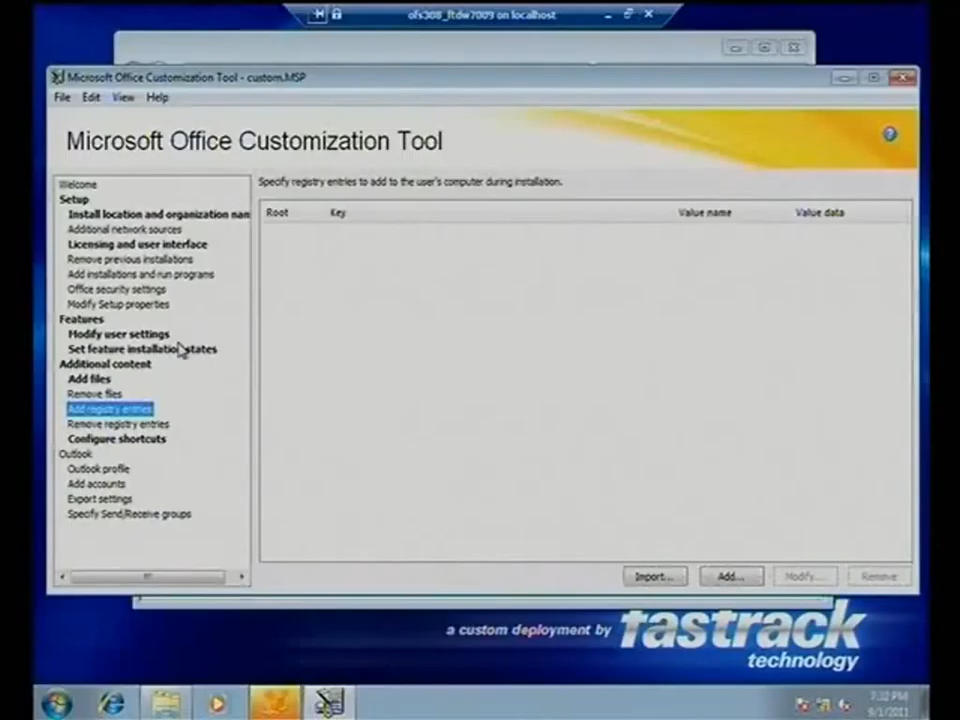 ofs308_ftdw7009 on localhost
Microsoft Office Customization Tool - custom.MSP
File Edit View Help
Microsoft Office Customization Tool
Welcome
Setup
Install location and organization nam
Additional network sources
Licensing and user interface
Remove previous installations
Add installations and run programs
Office security settings
Modify Setup properties
Features
Modify user settings
Set feature installation states
Additional content
Add files
Remove files
Add registry entries
Remove registry entries
Configure shortcuts
Outlook
Outlook profile
Add accounts
Export settings
Specify Send/Receive groups
Specify registry entries to add to the user's computer during installation.
Root Key Value name Value data
Import... Add... Modify... Remove
a custom deployment by fastrack
technology
7:32 PM
9/1/2011